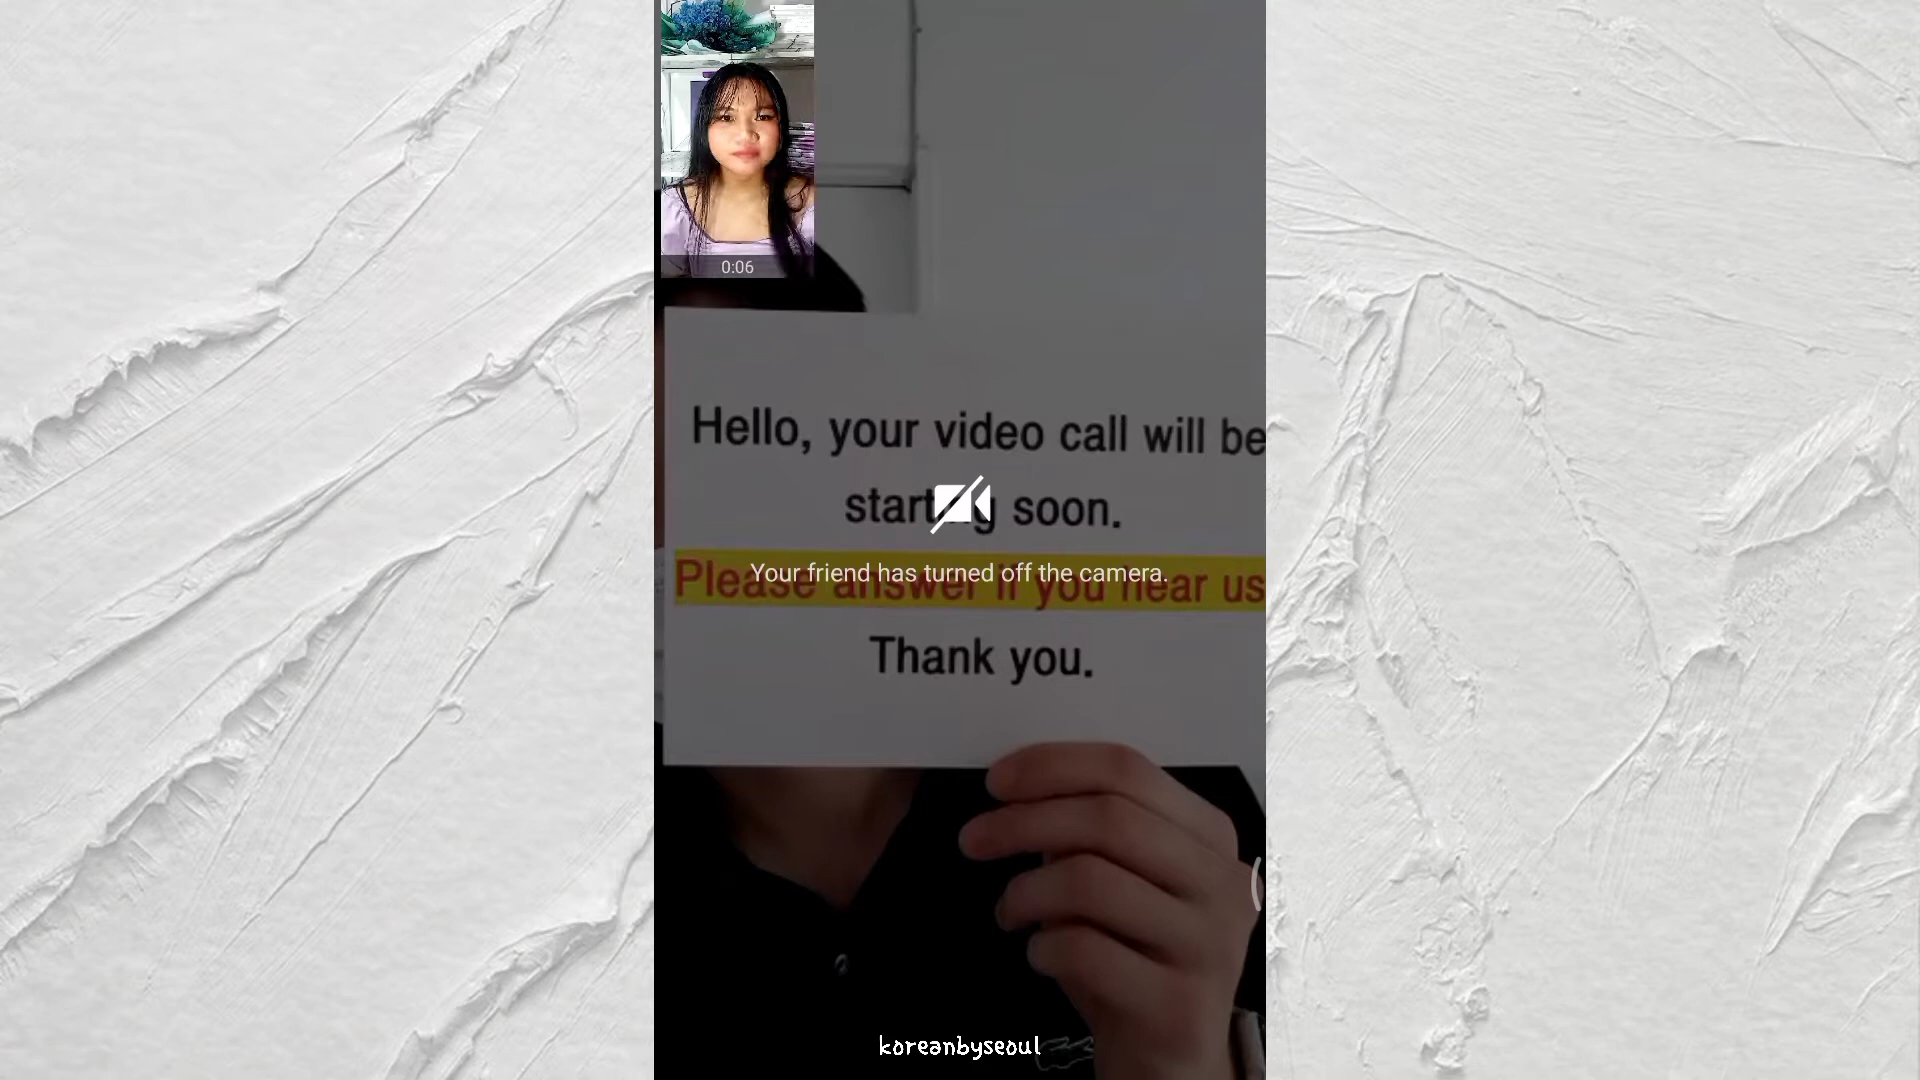 0:06
Hello, your video call will be
starting soon.
Your friend has turned off the camera.
Please answer if you hear us
Thank you.
koreanbyseoul